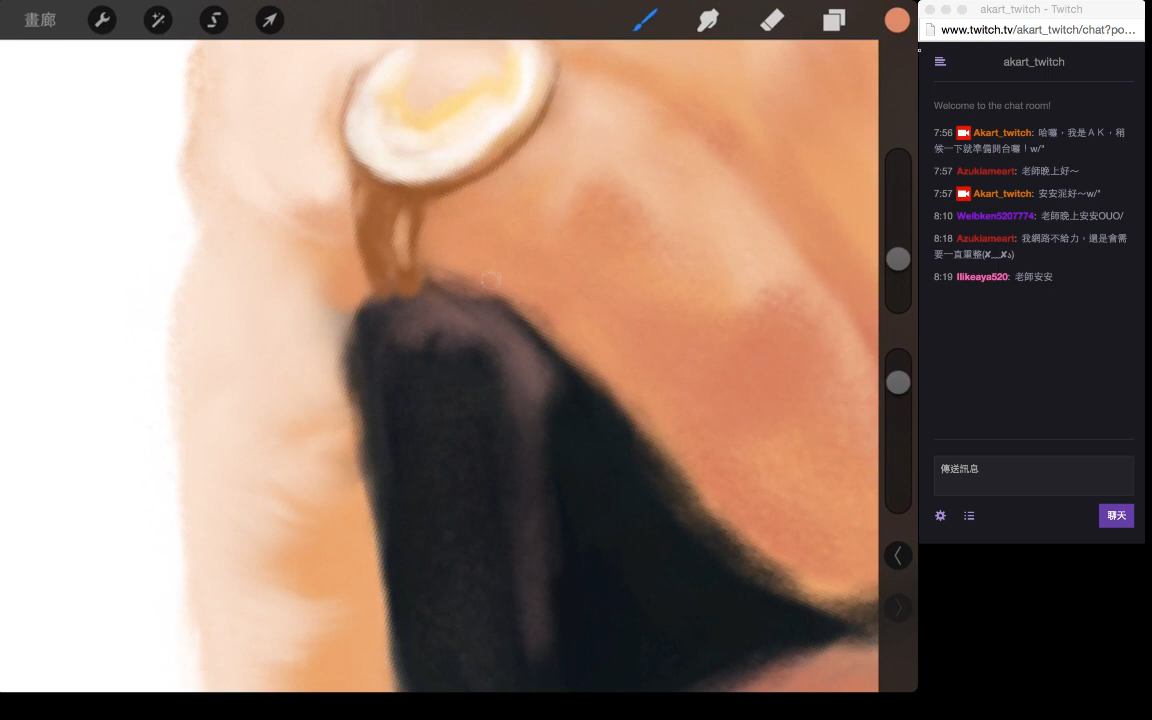 畫廊
akart_twitch - Twitch
www.twitch.tv/akart_twitch/chat?po...
akart_twitch
Welcome to the chat room!
7:56 Akart_twitch: 哈囉，我是ＡＫ，稍
候一下就準備開台囉！w/"
7:57 Azukiameart: 老師晚上好～
7:57 Akart_twitch: 安安泥好～w/"
8:10 Weibken5207774: 老師晚上安安OUO/
8:18 Azukiameart: 我網路不給力，還是會需
要一直重整(✘﹏✘ა)
8:19 Ilikeaya520: 老師安安
傳送訊息
聊天